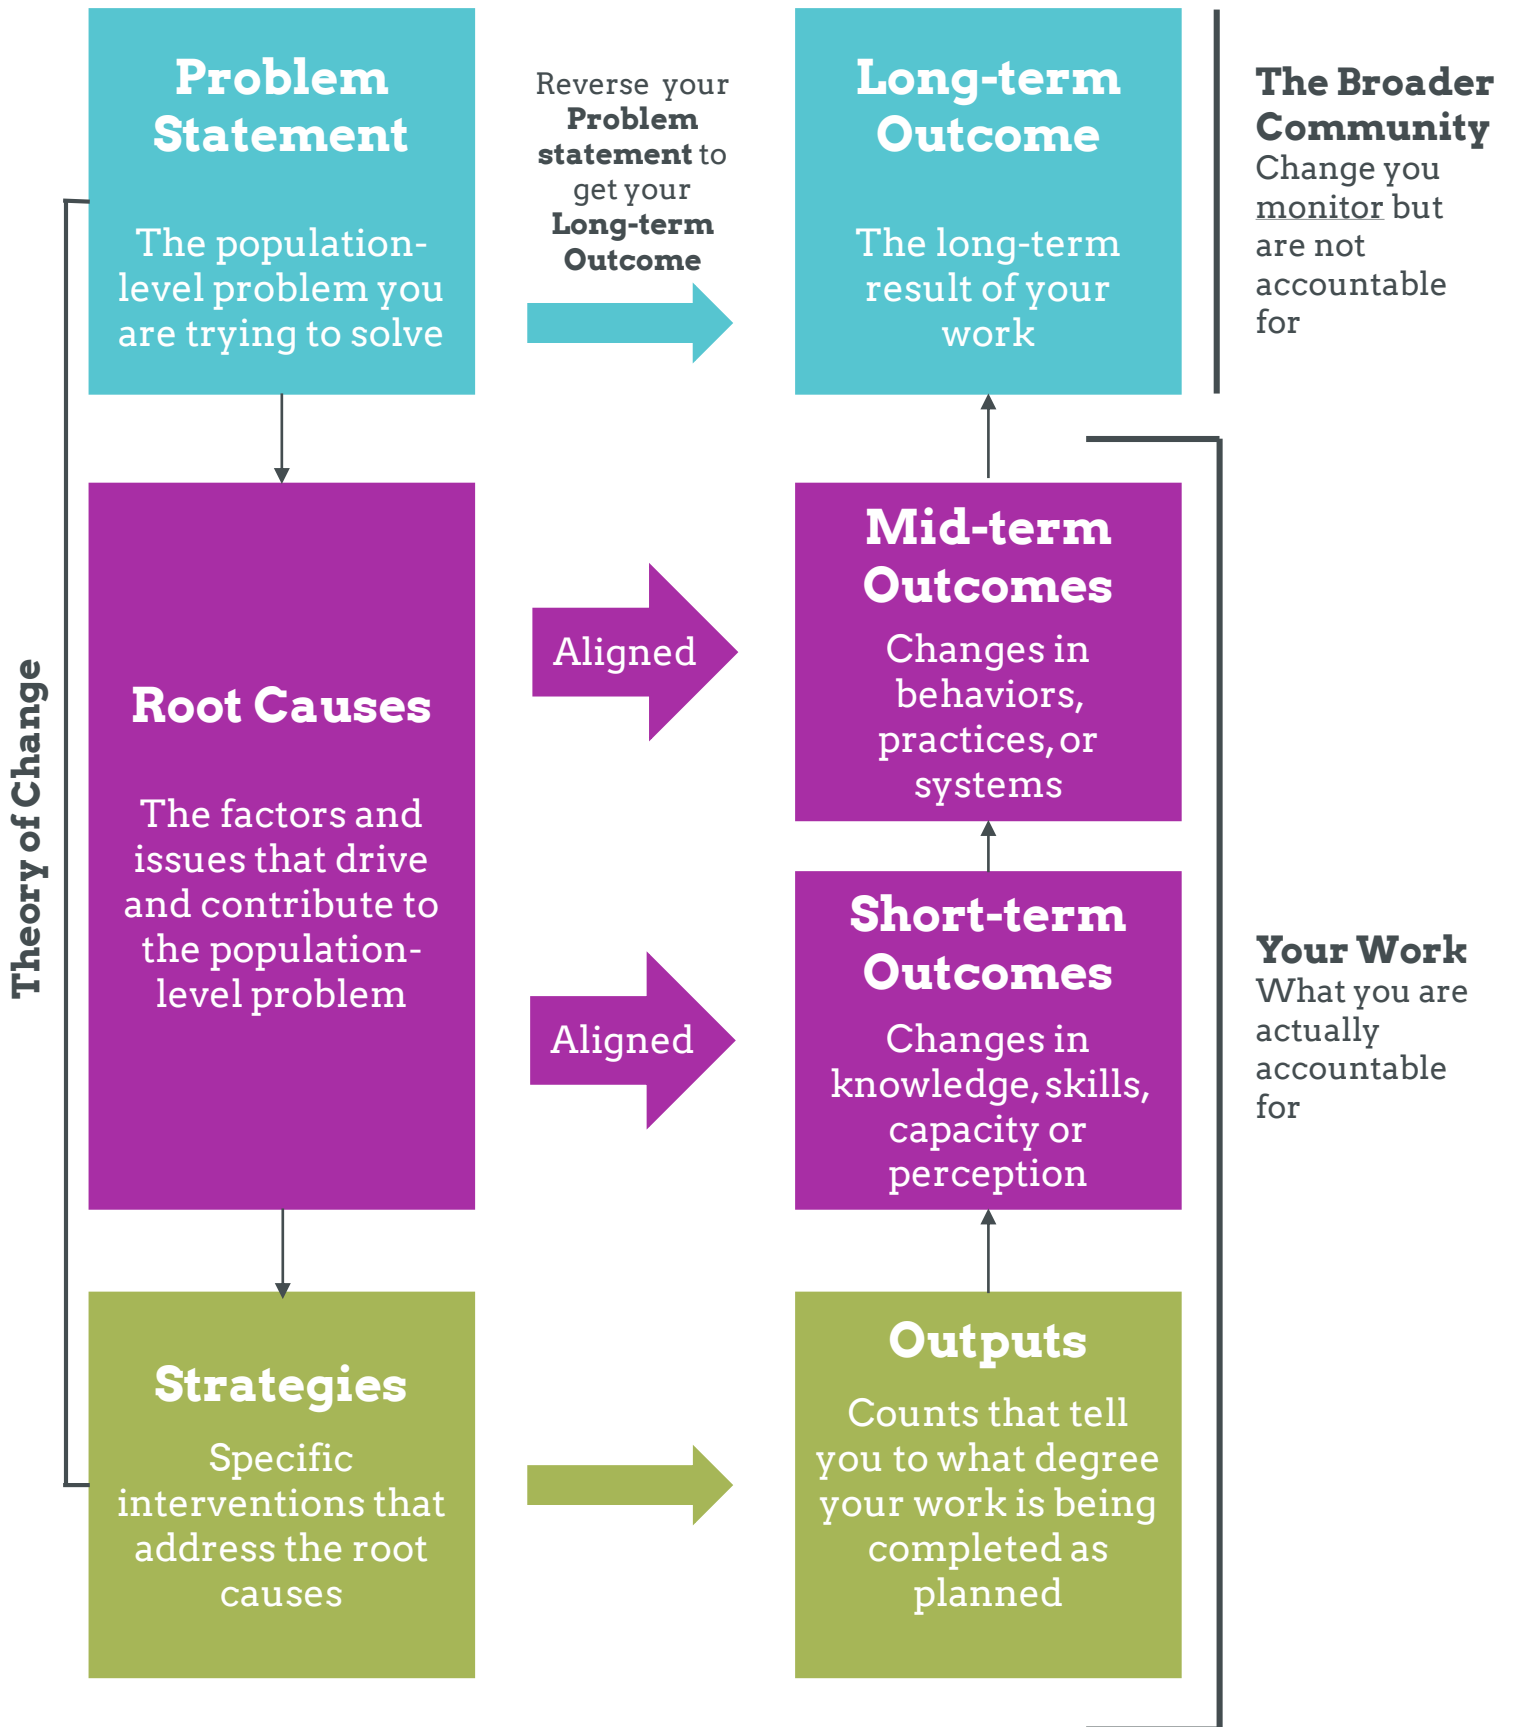 Problem
Statement
The population-
level problem you
are trying to solve
Reverse your
Problem
statement to
get your
Long-term
Outcome
Long-term
Outcome
The long-term
result of your
work
The Broader
Community
Change you
monitor but
are not
accountable
for
Theory of Change
Root Causes
The factors and
issues that drive
and contribute to
the population-
level problem
Aligned
Mid-term
Outcomes
Changes in
behaviors,
practices, or
systems
Aligned
Short-term
Outcomes
Changes in
knowledge, skills,
capacity or
perception
Your Work
What you are
actually
accountable
for
Strategies
Specific
interventions that
address the root
causes
Outputs
Counts that tell
you to what degree
your work is being
completed as
planned